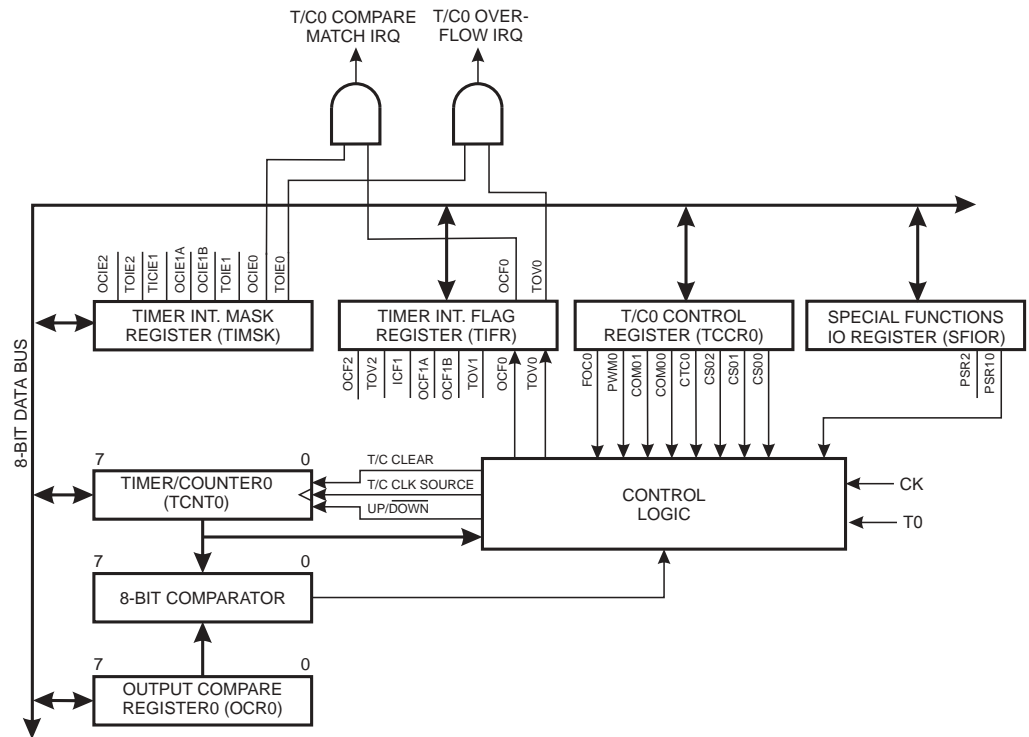 T/C0 COMPARE
MATCH IRQ
T/C0 OVER-
FLOW IRQ
8-BIT DATA BUS
OCIE2
TOIE2
TICIE1
OCIE1A
OCIE1B
TOIE1
OCIE0
TOIE0
OCF0
TOV0
TIMER INT. MASK
REGISTER (TIMSK)
TIMER INT. FLAG
REGISTER (TIFR)
T/C0 CONTROL
REGISTER (TCCR0)
SPECIAL FUNCTIONS
IO REGISTER (SFIOR)
OCF2
TOV2
ICF1
OCF1A
OCF1B
TOV1
OCF0
TOV0
FOC0
PWM0
COM01
COM00
CTC0
CS02
CS01
CS00
PSR2
PSR10
7
0
TIMER/COUNTER0
(TCNT0)
T/C CLEAR
T/C CLK SOURCE
UP/DOWN
CONTROL
LOGIC
CK
T0
7
0
8-BIT COMPARATOR
7
0
OUTPUT COMPARE
REGISTER0 (OCR0)